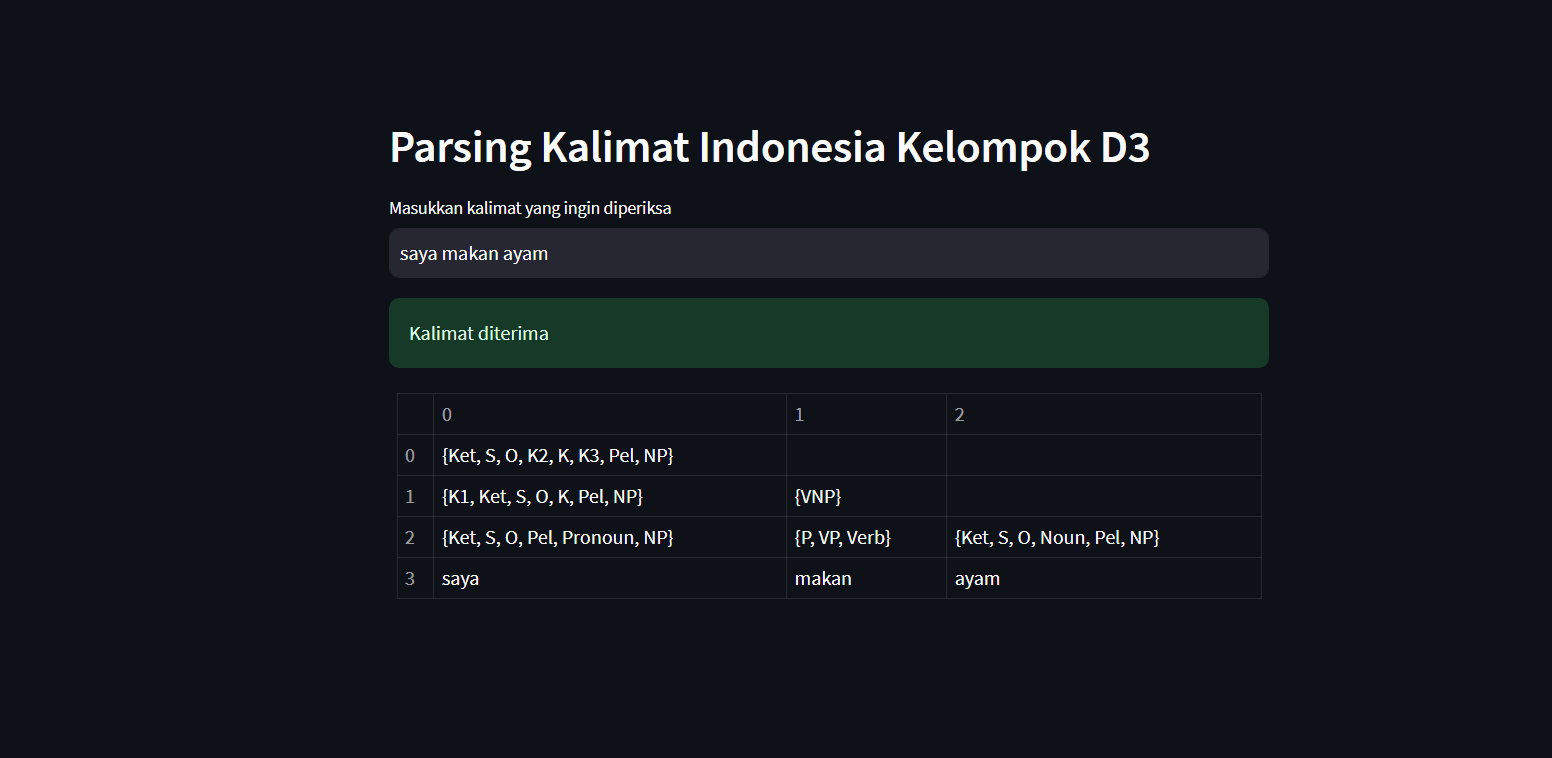 Parsing Kalimat Indonesia Kelompok D3
Masukkan kalimat yang ingin diperiksa
saya makan ayam
Kalimat diterima
0 1 2
0 {Ket, S, O, K2, K, K3, Pel, NP}
1 {K1, Ket, S, O, K, Pel, NP} {VNP}
2 {Ket, S, O, Pel, Pronoun, NP} {P, VP, Verb} {Ket, S, O, Noun, Pel, NP}
3 saya makan ayam